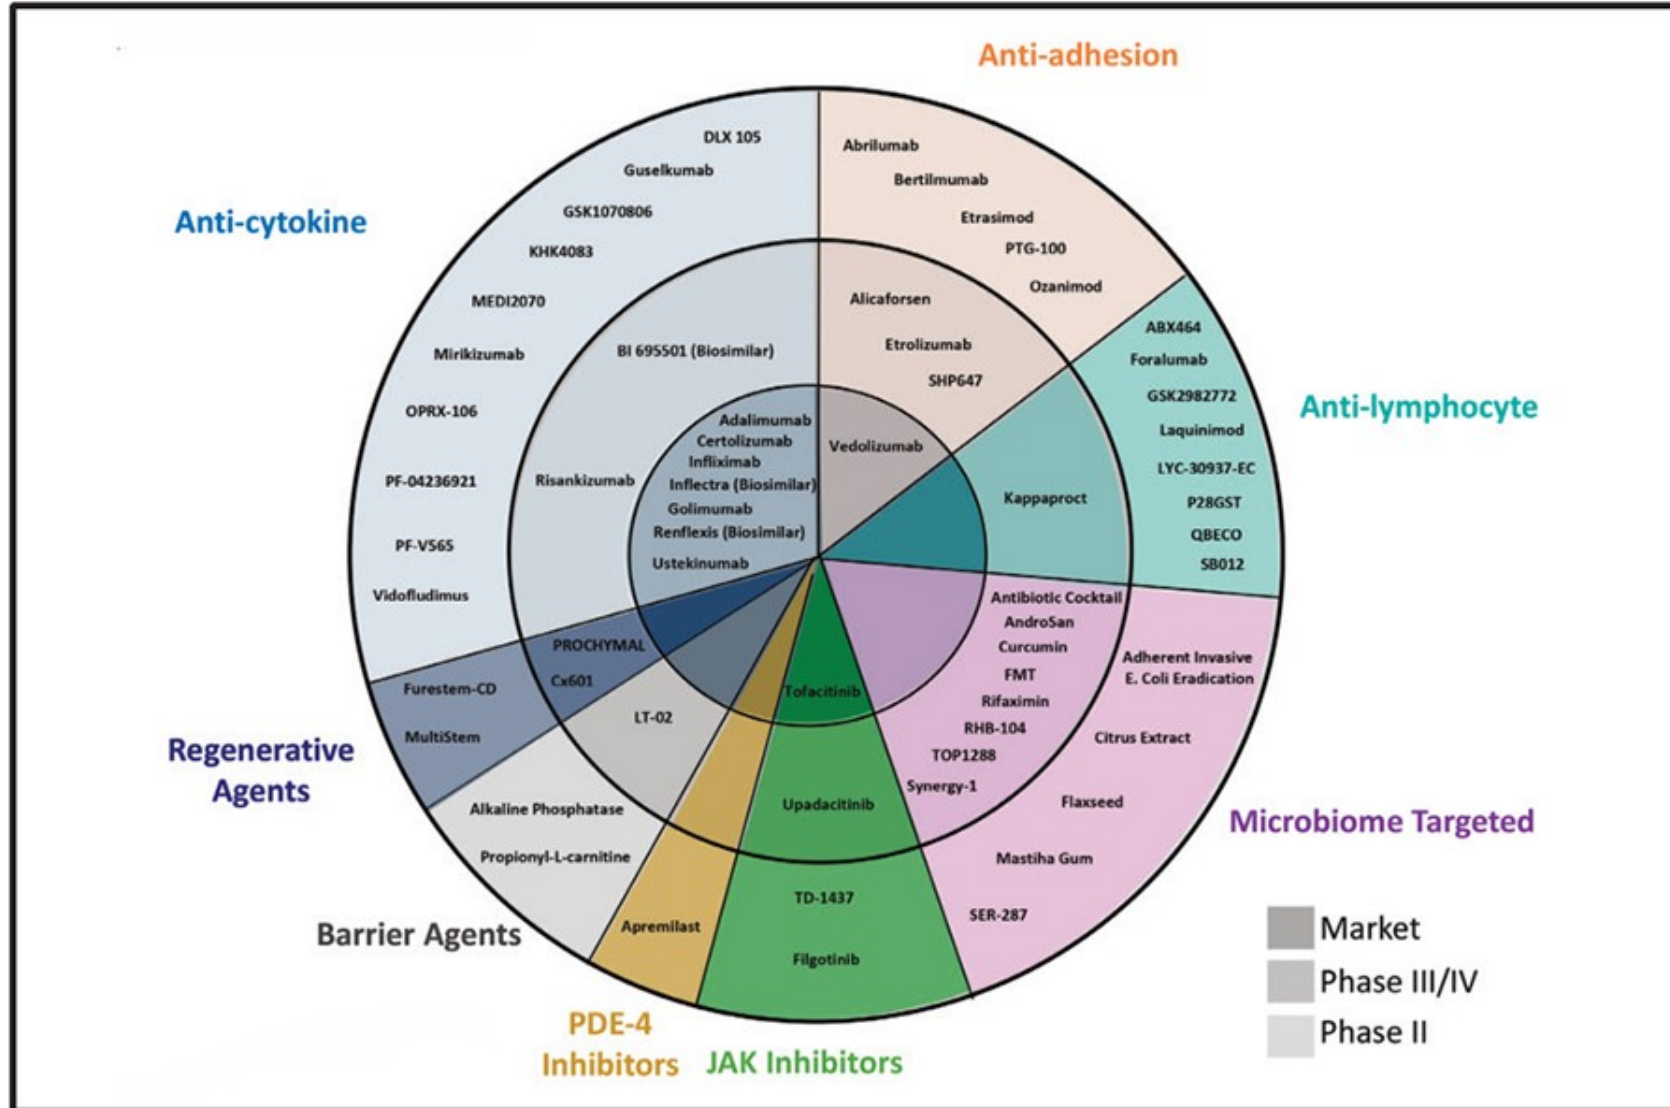 Anti-adhesion
Abrilumab
Bertilmumab
Etrasimod
PTG-100
Ozanimod
Alicaforsen
Etrolizumab
SHP647
Vedolizumab
Anti-lymphocyte
ABX464
Foralumab
GSK2982772
Laquinimod
LYC-30937-EC
P28GST
QBECO
SB012
Kappaproct
Microbiome Targeted
Antibiotic Cocktail
AndroSan
Curcumin
FMT
Rifaximin
RHB-104
TOP1288
Synergy-1
Adherent Invasive
E. Coli Eradication
Citrus Extract
Flaxseed
Mastiha Gum
SER-287
JAK Inhibitors
Tofacitinib
Upadacitinib
TD-1437
Filgotinib
PDE-4
Inhibitors
Apremilast
Barrier Agents
LT-02
Alkaline Phosphatase
Propionyl-L-carnitine
Regenerative
Agents
PROCHYMAL
Cx601
Furestem-CD
MultiStem
Anti-cytokine
DLX 105
Guselkumab
GSK1070806
KHK4083
MEDI2070
Mirikizumab
OPRX-106
PF-04236921
PF-V565
Vidofludimus
BI 695501 (Biosimilar)
Risankizumab
Adalimumab
Certolizumab
Infliximab
Inflectra (Biosimilar)
Golimumab
Renflexis (Biosimilar)
Ustekinumab
Market
Phase III/IV
Phase II